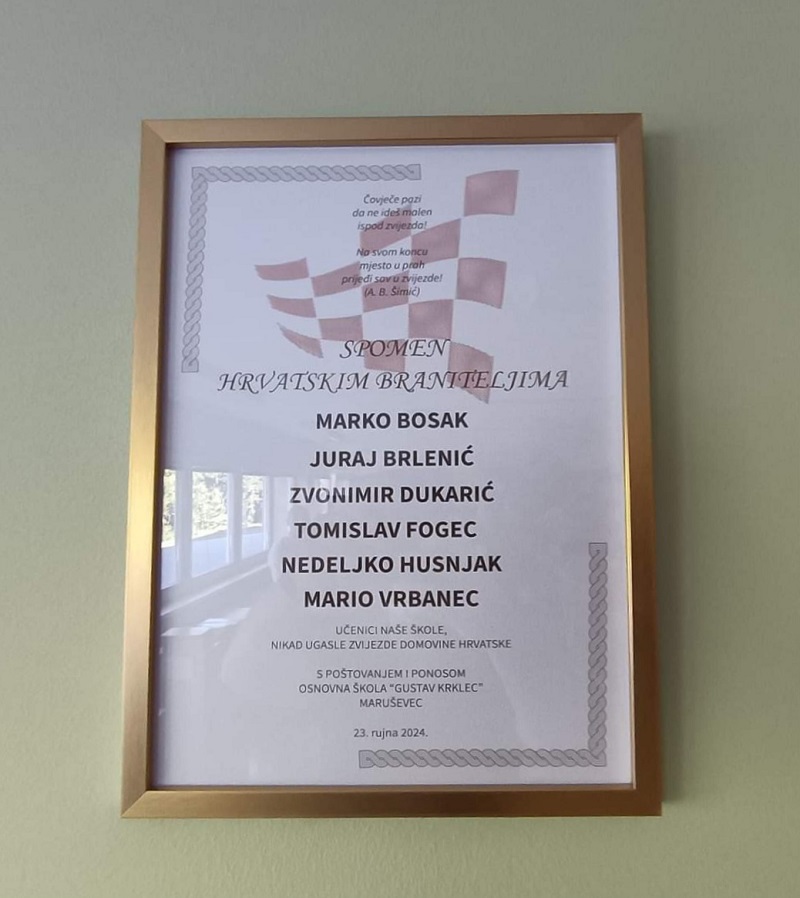 Čovječe pazi
da ne ideš malen
ispod zvijezda!
Na svom koncu
mjesto u prah
prijeđi sav u zvijezde!
(A. B. Šimić)
SPOMEN
HRVATSKIM BRANITELJIMA
MARKO BOSAK
JURAJ BRLENIĆ
ZVONIMIR DUKARIĆ
TOMISLAV FOGEC
NEDELJKO HUSNJAK
MARIO VRBANEC
UČENICI NAŠE ŠKOLE,
NIKAD UGASLE ZVIJEZDE DOMOVINE HRVATSKE
S POŠTOVANJEM I PONOSOM
OSNOVNA ŠKOLA "GUSTAV KRKLEC"
MARUŠEVEC
23. rujna 2024.